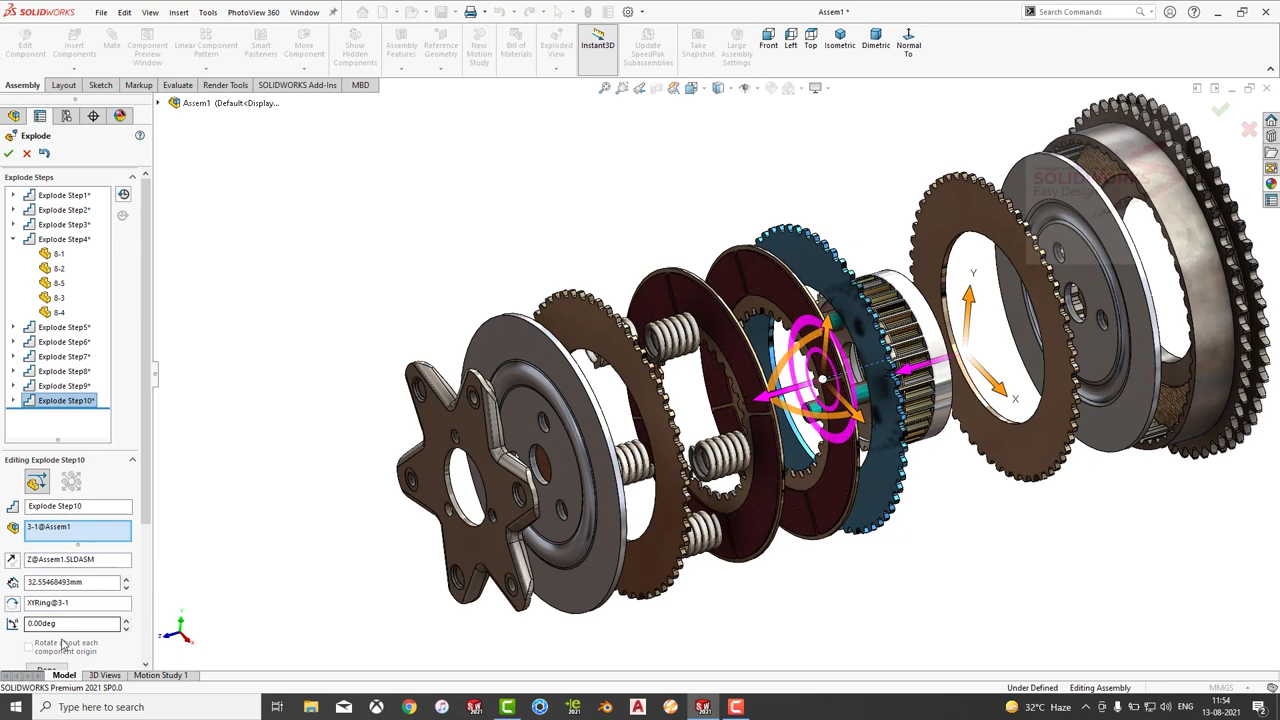 SOLIDWORKS File Edit View Insert Tools PhotoView 360 Window Assem1 * Search Commands
Edit Component Insert Components Mate Component Preview Window Linear Component Pattern Smart Fasteners Move Component Show Hidden Components Assembly Features Reference Geometry New Motion Study Bill of Materials Exploded View Instant3D Update SpeedPak Subassemblies Take Snapshot Large Assembly Settings Front Left Top Isometric Dimetric Normal To
Assembly Layout Sketch Markup Evaluate Render Tools SOLIDWORKS Add-Ins MBD
Assem1 (Default<Display...
Explode
Explode Steps
Explode Step1*
Explode Step2*
Explode Step3*
Explode Step4*
8-1
8-2
8-5
8-3
8-4
Explode Step5*
Explode Step6*
Explode Step7*
Explode Step8*
Explode Step9*
Explode Step10*
Editing Explode Step10
Explode Step10
3-1@Assem1
Z@Assem1.SLDASM
32.55468493mm
XYRing@3-1
0.00deg
Rotate about each
component origin
Done
SOLIDWORKS
Easy Design
Y
X
y
z
x
Model 3D Views Motion Study 1
SOLIDWORKS Premium 2021 SP0.0 Under Defined Editing Assembly MMGS
Type here to search
32°C Haze
ENG
11:54
13-08-2021